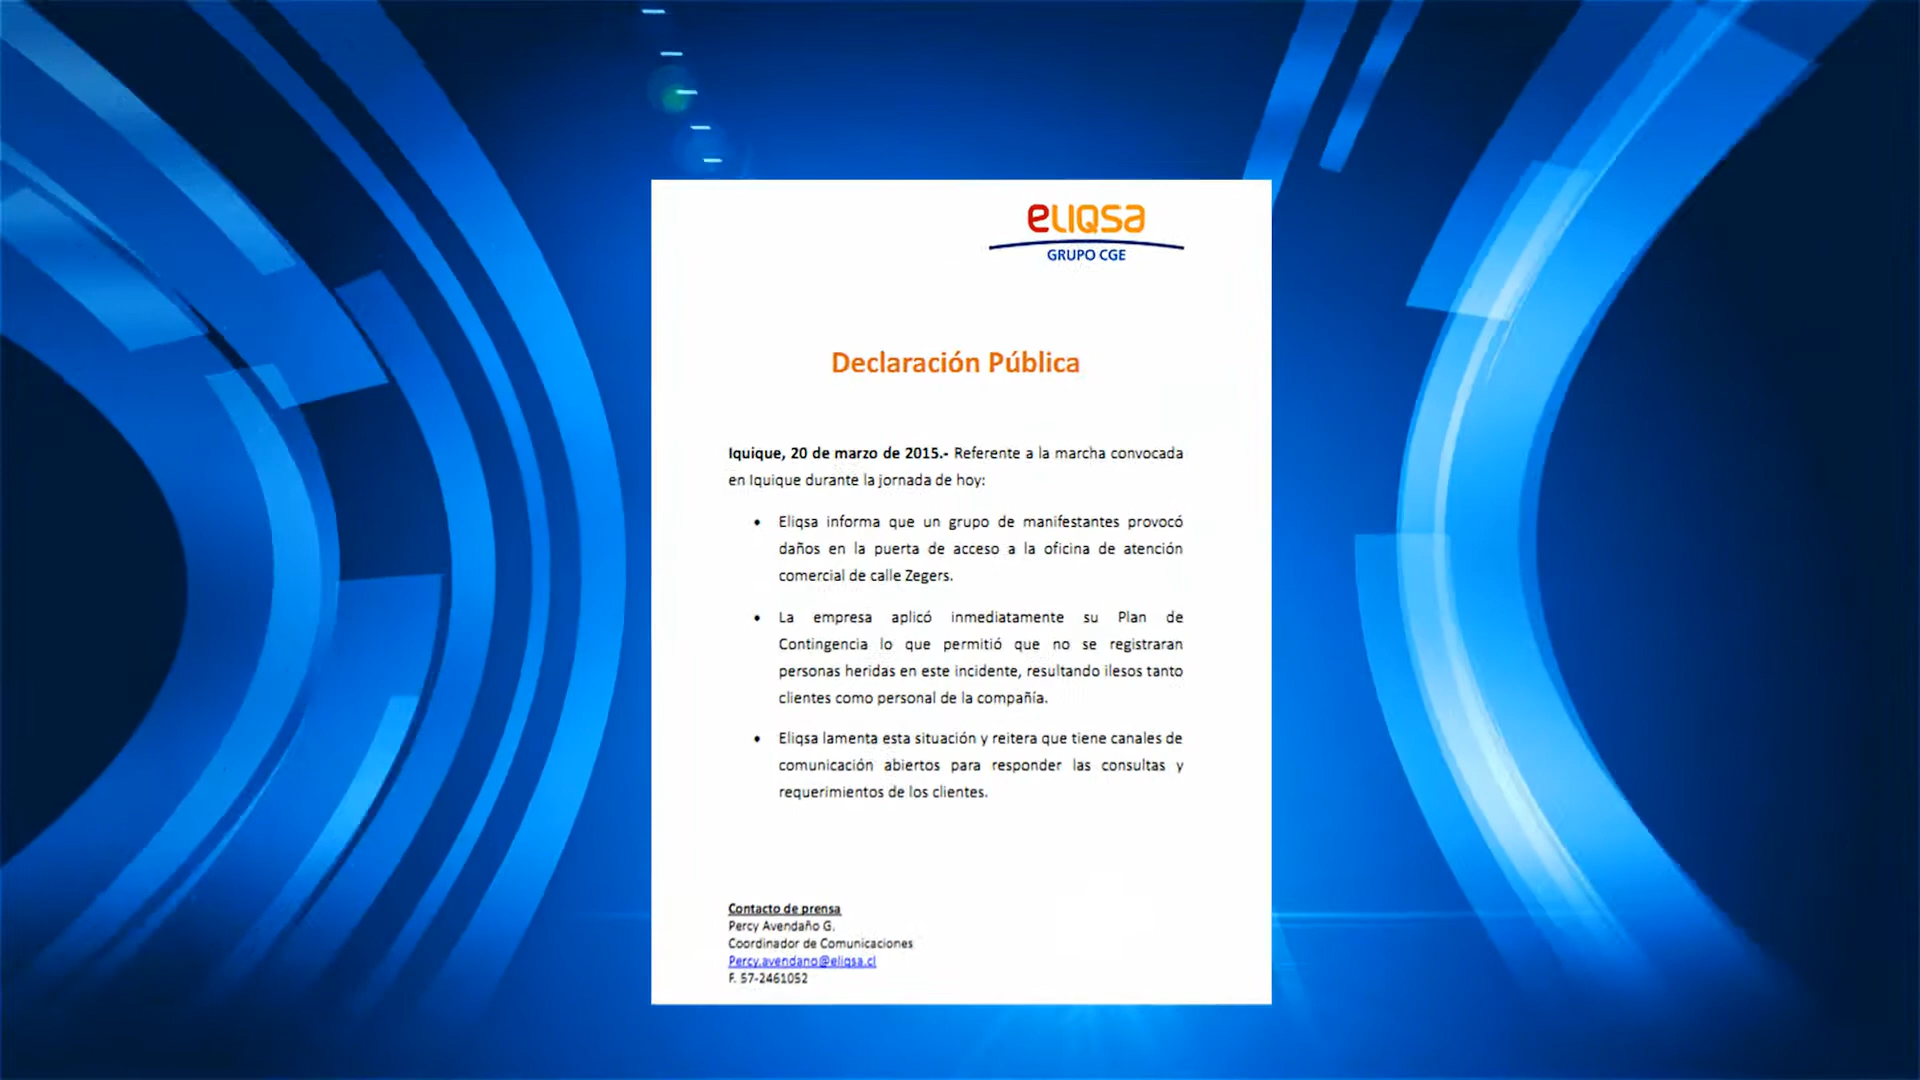 eLIQSa
GRUPO CGE
Declaración Pública
Iquique, 20 de marzo de 2015.- Referente a la marcha convocada
en Iquique durante la jornada de hoy:
• Eliqsa informa que un grupo de manifestantes provocó
daños en la puerta de acceso a la oficina de atención
comercial de calle Zegers.
• La empresa aplicó inmediatamente su Plan de
Contingencia lo que permitió que no se registraran
personas heridas en este incidente, resultando ilesos tanto
clientes como personal de la compañía.
• Eliqsa lamenta esta situación y reitera que tiene canales de
comunicación abiertos para responder las consultas y
requerimientos de los clientes.
Contacto de prensa
Percy Avendaño G.
Coordinador de Comunicaciones
Percy.avendano@eliqsa.cl
F. 57-2461052